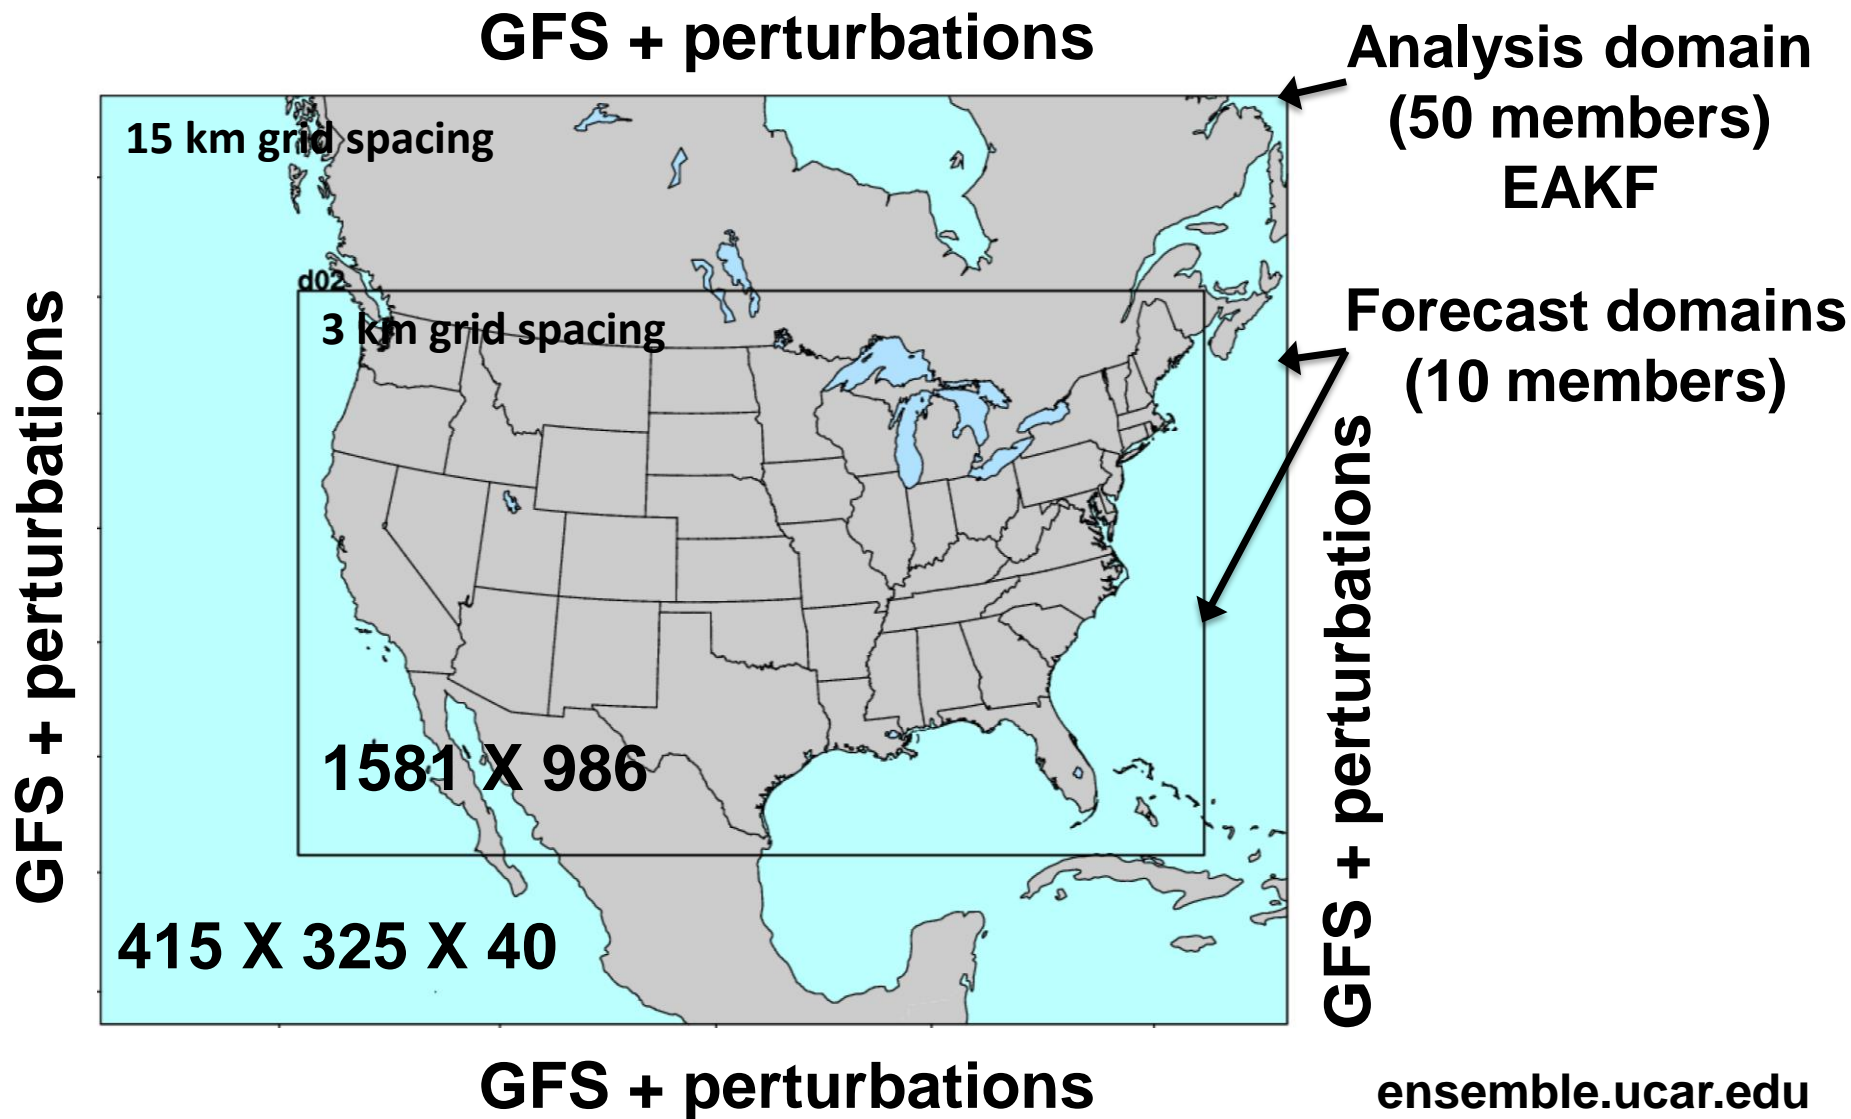 GFS + perturbations
Analysis domain
(50 members)
EAKF
15 km grid spacing
d02
3 km grid spacing
Forecast domains
(10 members)
GFS + perturbations
GFS + perturbations
1581 X 986
415 X 325 X 40
GFS + perturbations
ensemble.ucar.edu